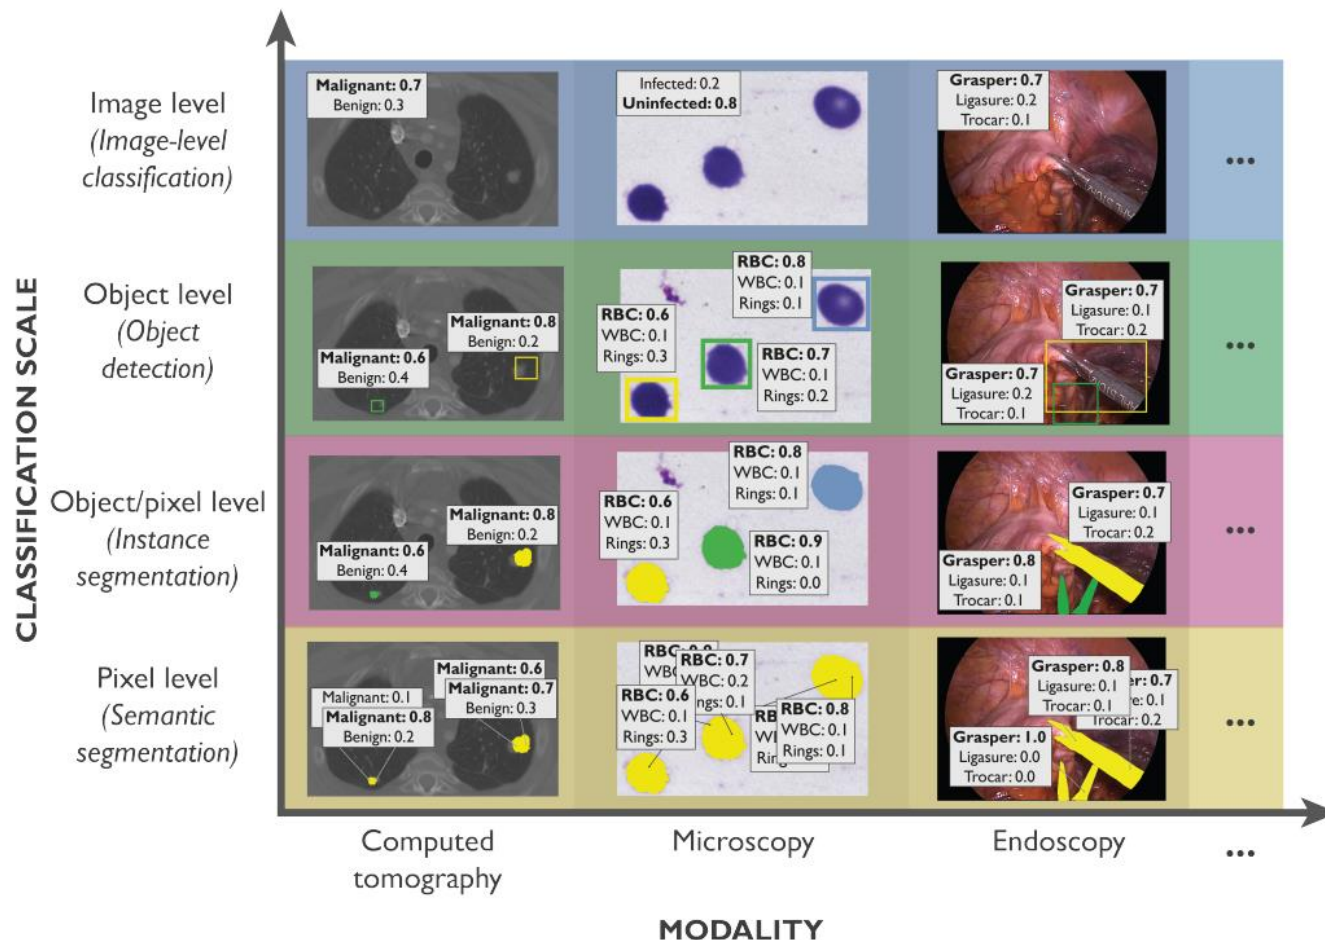 CLASSIFICATION SCALE
Image level
(Image-level
classification)
Malignant: 0.7
Benign: 0.3
Infected: 0.2
Uninfected: 0.8
Grasper: 0.7
Ligasure: 0.2
Trocar: 0.1
...
Object level
(Object
detection)
Malignant: 0.8
Benign: 0.2
Malignant: 0.6
Benign: 0.4
RBC: 0.8
WBC: 0.1
Rings: 0.1
RBC: 0.6
WBC: 0.1
Rings: 0.3
RBC: 0.7
WBC: 0.1
Rings: 0.2
Grasper: 0.7
Ligasure: 0.1
Trocar: 0.2
Grasper: 0.7
Ligasure: 0.2
Trocar: 0.1
...
Object/pixel level
(Instance
segmentation)
Malignant: 0.8
Benign: 0.2
Malignant: 0.6
Benign: 0.4
RBC: 0.8
WBC: 0.1
Rings: 0.1
RBC: 0.6
WBC: 0.1
Rings: 0.3
RBC: 0.9
WBC: 0.1
Rings: 0.0
Grasper: 0.7
Ligasure: 0.1
Trocar: 0.2
Grasper: 0.8
Ligasure: 0.1
Trocar: 0.1
...
Pixel level
(Semantic
segmentation)
Malignant: 0.6
Malignant: 0.7
Benign: 0.3
Malignant: 0.1
Malignant: 0.8
Benign: 0.2
RBC: 0.7
WBC: 0.2
Rings: 0.1
RBC: 0.6
WBC: 0.1
Rings: 0.3
RBC: 0.8
WBC: 0.1
Rings: 0.1
Grasper: 0.8
Ligasure: 0.1
Trocar: 0.1
0.7
0.1
0.2
Grasper: 1.0
Ligasure: 0.0
Trocar: 0.0
...
Computed
tomography
Microscopy
Endoscopy
...
MODALITY